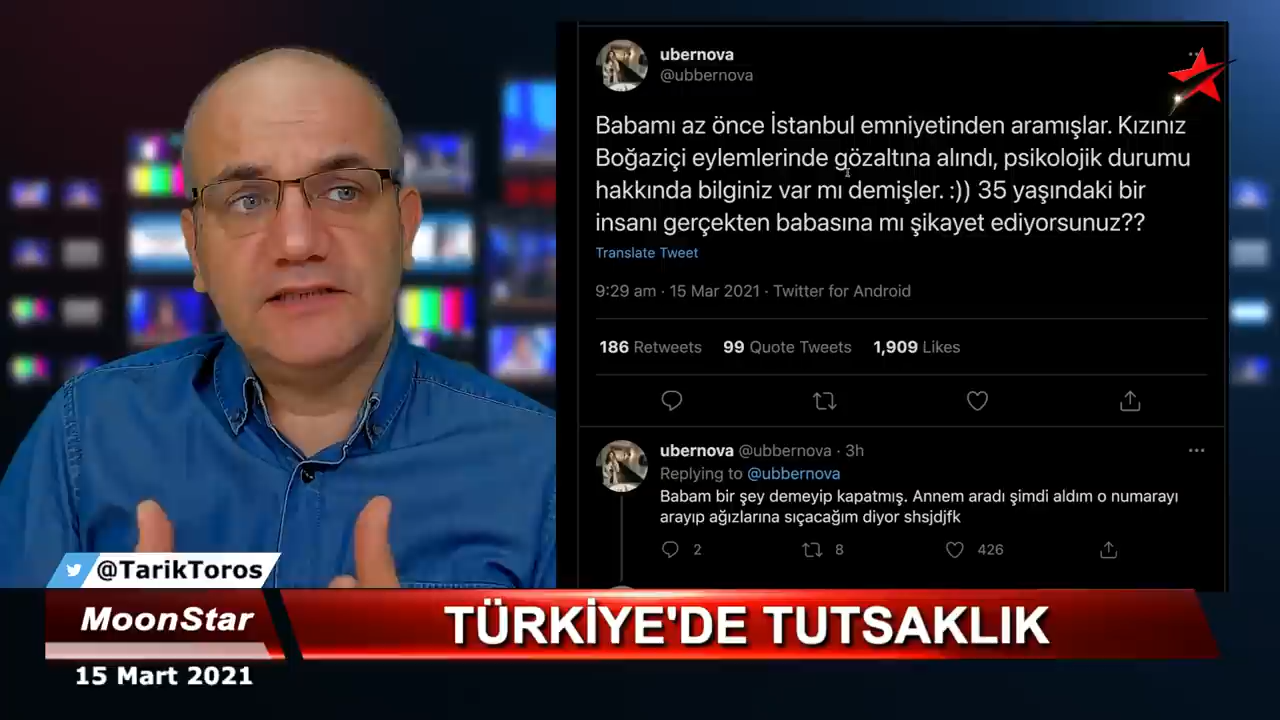 ubernova
@ubbernova
Babamı az önce İstanbul emniyetinden aramışlar. Kızınız
Boğaziçi eylemlerinde gözaltına alındı, psikolojik durumu
hakkında bilginiz var mı demişler. :)) 35 yaşındaki bir
insanı gerçekten babasına mı şikayet ediyorsunuz??
Translate Tweet
9:29 am · 15 Mar 2021 · Twitter for Android
186 Retweets 99 Quote Tweets 1,909 Likes
ubernova @ubbernova · 3h
Replying to @ubbernova
Babam bir şey demeyip kapatmış. Annem aradı şimdi aldım o numarayı
arayıp ağızlarına sıçacağım diyor shsjdjfk
2 8 426
@TarikToros
MoonStar
TÜRKİYE'DE TUTSAKLIK
15 Mart 2021